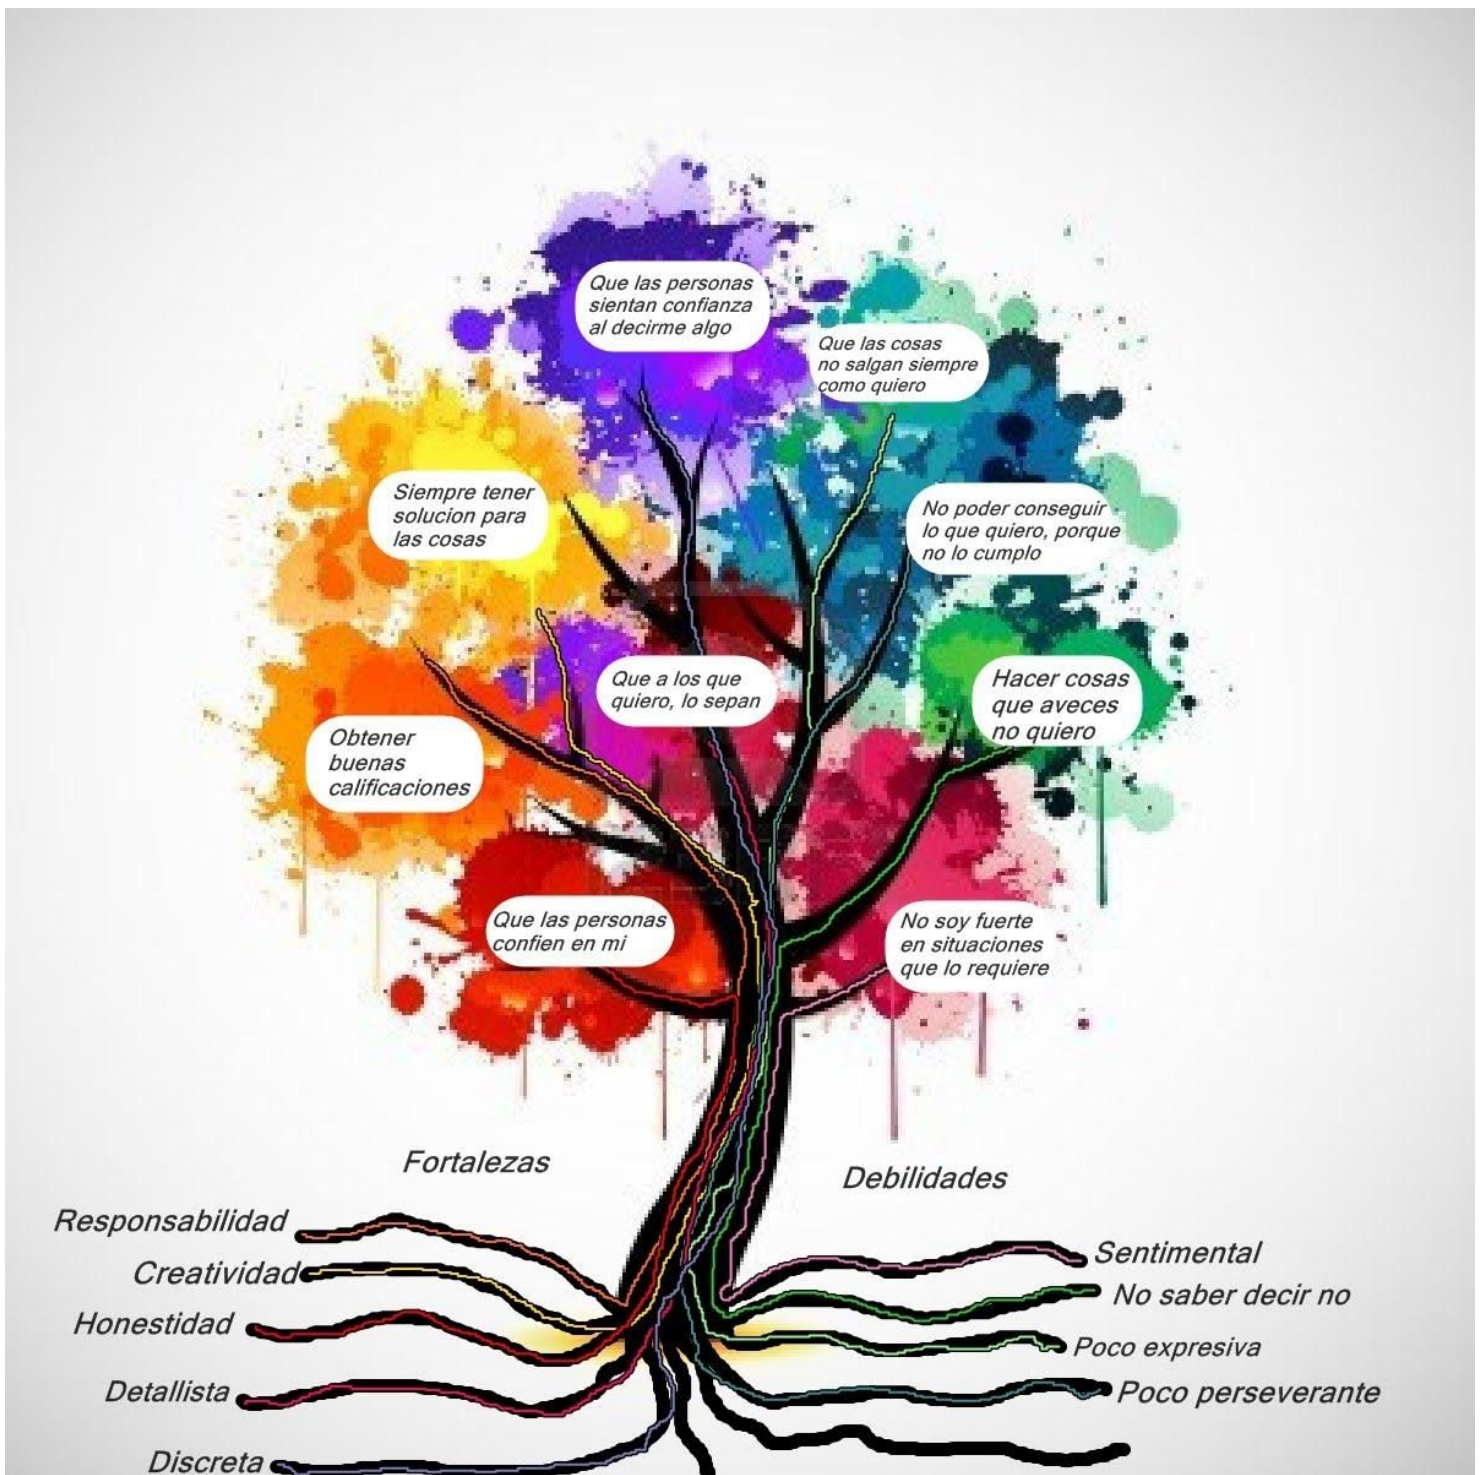 Que las personas
sientan confianza
al decirme algo
Que las cosas
no salgan siempre
como quiero
Siempre tener
solucion para
las cosas
No poder conseguir
lo que quiero, porque
no lo cumplo
Que a los que
quiero, lo sepan
Hacer cosas
que aveces
no quiero
Obtener
buenas
calificaciones
Que las personas
confien en mi
No soy fuerte
en situaciones
que lo requiere
Fortalezas
Debilidades
Responsabilidad
Creatividad
Honestidad
Detallista
Discreta
Sentimental
No saber decir no
Poco expresiva
Poco perseverante